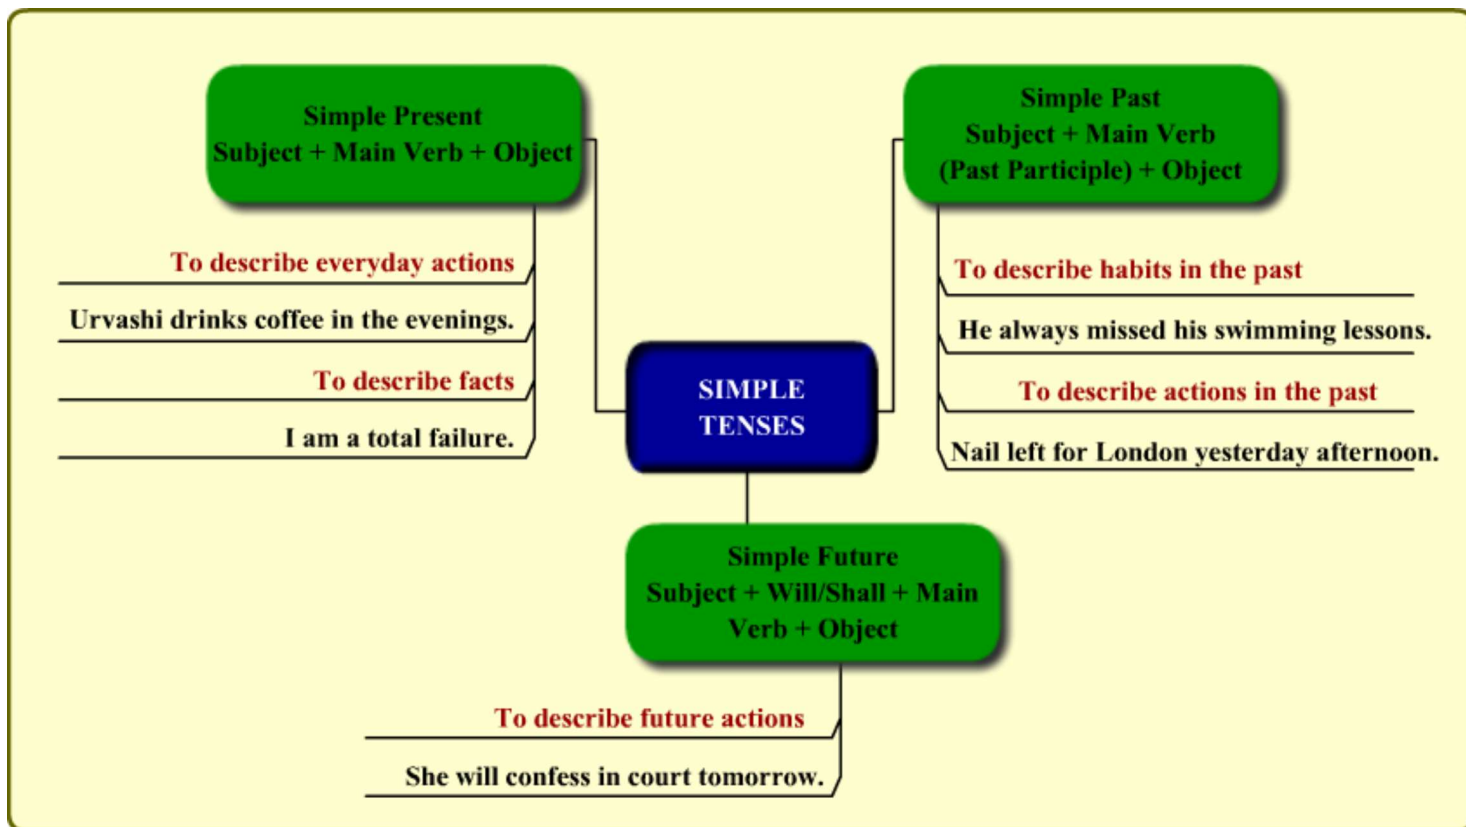 Simple Present
Subject + Main Verb + Object
To describe everyday actions
Urvashi drinks coffee in the evenings.
To describe facts
I am a total failure.
Simple Past
Subject + Main Verb
(Past Participle) + Object
To describe habits in the past
He always missed his swimming lessons.
To describe actions in the past
Nail left for London yesterday afternoon.
SIMPLE
TENSES
Simple Future
Subject + Will/Shall + Main
Verb + Object
To describe future actions
She will confess in court tomorrow.